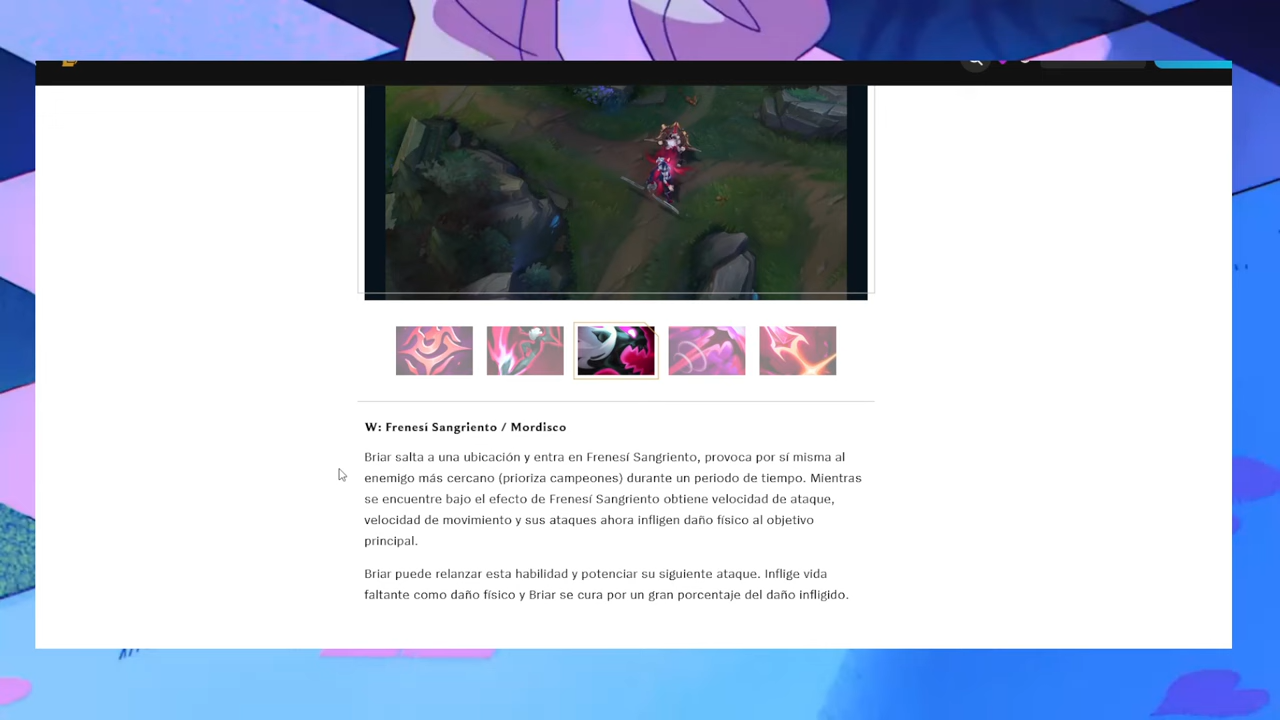 W: Frenesí Sangriento / Mordisco
Briar salta a una ubicación y entra en Frenesí Sangriento, provoca por sí misma al
enemigo más cercano (prioriza campeones) durante un periodo de tiempo. Mientras
se encuentre bajo el efecto de Frenesí Sangriento obtiene velocidad de ataque,
velocidad de movimiento y sus ataques ahora infligen daño físico al objetivo
principal.
Briar puede relanzar esta habilidad y potenciar su siguiente ataque. Inflige vida
faltante como daño físico y Briar se cura por un gran porcentaje del daño infligido.